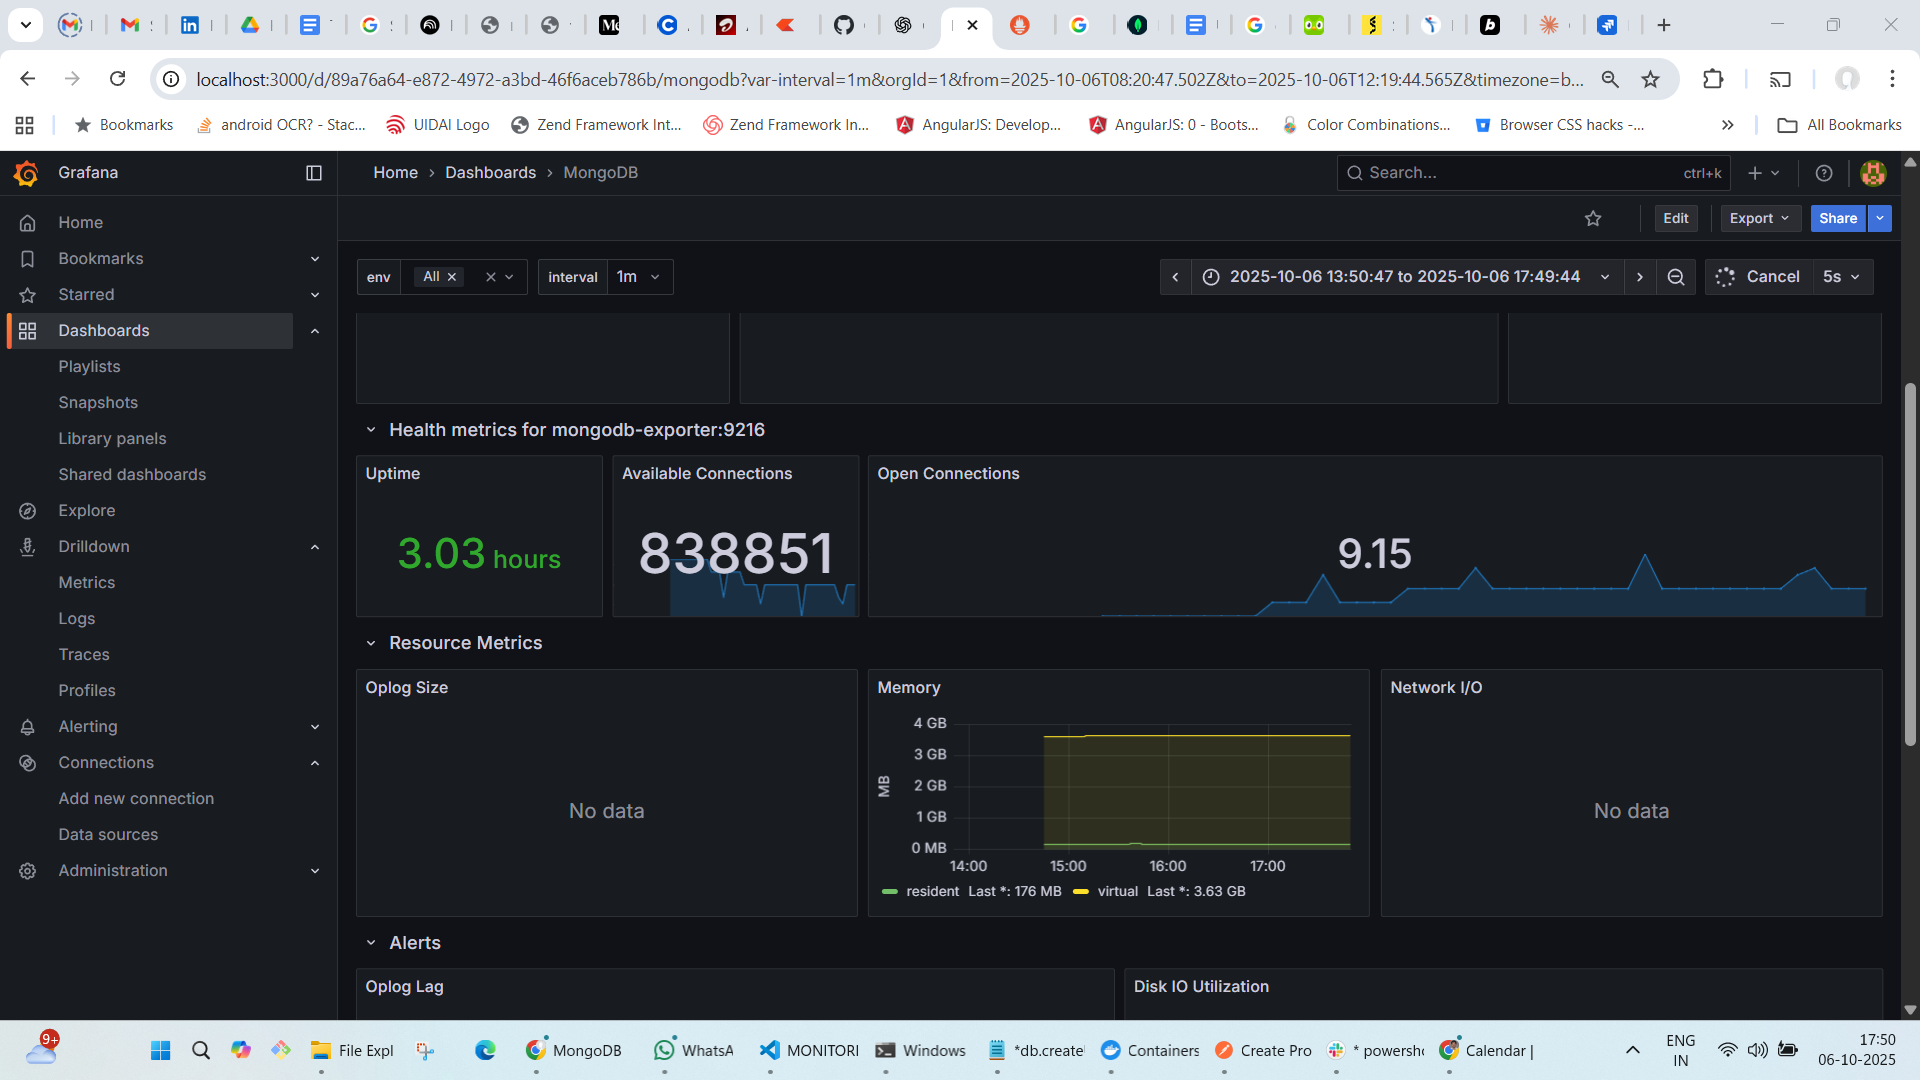 localhost:3000/d/89a76a64-e872-4972-a3bd-46f6aceb786b/mongodb?var-interval=1m&orgId=1&from=2025-10-06T08:20:47.502Z&to=2025-10-06T12:19:44.565Z&timezone=b...
Bookmarks android OCR? - Stac... UIDAI Logo Zend Framework Int... Zend Framework In... AngularJS: Develop... AngularJS: 0 - Boots... Color Combinations... Browser CSS hacks -... » All Bookmarks
Grafana
Home › Dashboards › MongoDB
Search... ctrl+k
Edit Export Share
Home
Bookmarks
Starred
Dashboards
Playlists
Snapshots
Library panels
Shared dashboards
Explore
Drilldown
Metrics
Logs
Traces
Profiles
Alerting
Connections
Add new connection
Data sources
Administration
env All interval 1m
2025-10-06 13:50:47 to 2025-10-06 17:49:44 Cancel 5s
Health metrics for mongodb-exporter:9216
Uptime
3.03 hours
Available Connections
838851
Open Connections
9.15
Resource Metrics
Oplog Size
No data
Memory
MB
4 GB
3 GB
2 GB
1 GB
0 MB
14:00 15:00 16:00 17:00
resident Last *: 176 MB virtual Last *: 3.63 GB
Network I/O
No data
Alerts
Oplog Lag
Disk IO Utilization
9+
File Expl MongoDB WhatsA MONITORI Windows *db.create Containers Create Pro * powersh Calendar |
ENG
IN
17:50
06-10-2025